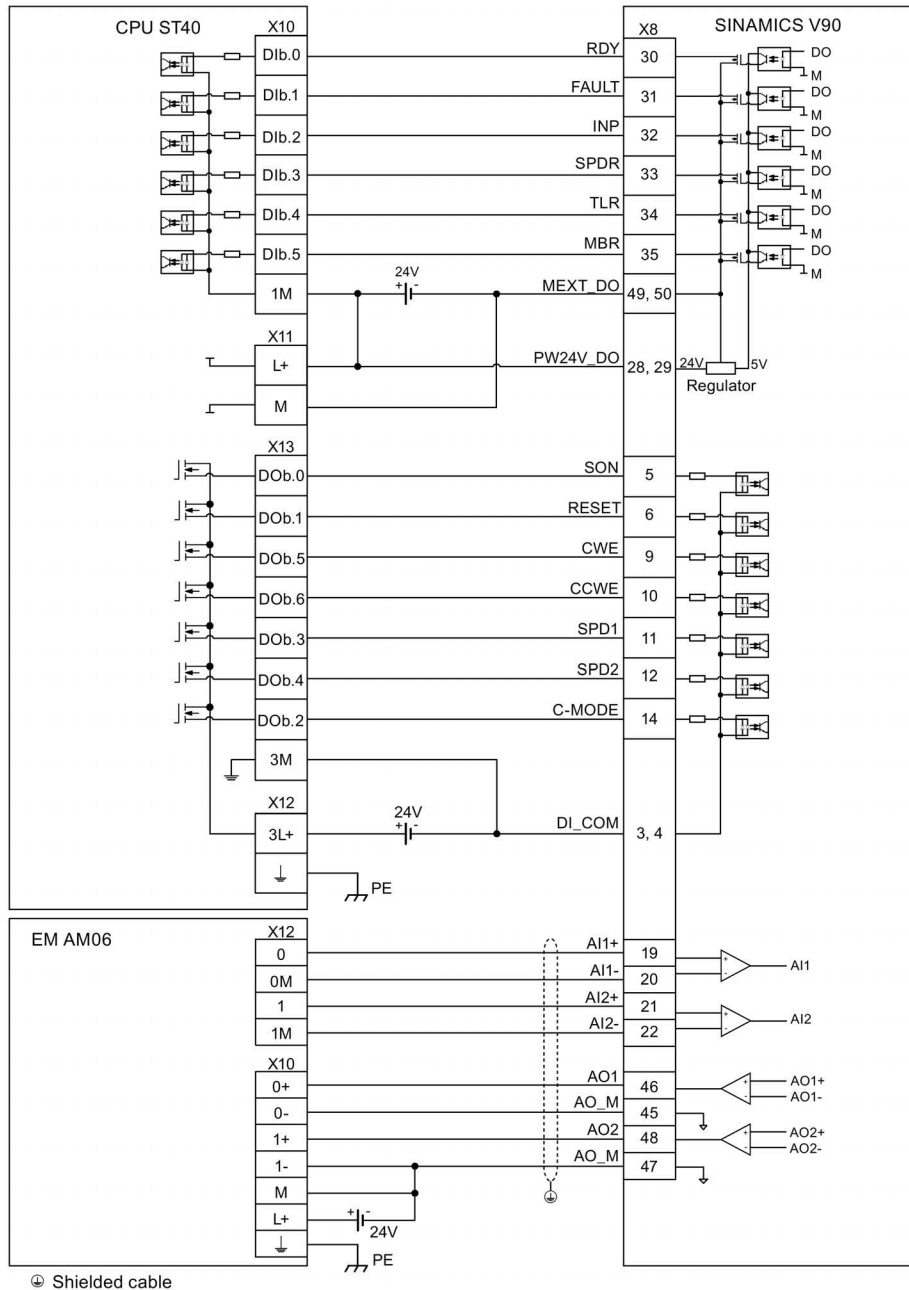 CPU ST40
SINAMICS V90
X10
X8
DIb.0
RDY
30
DO
M
DIb.1
FAULT
31
DO
M
DIb.2
INP
32
DO
M
DIb.3
SPDR
33
DO
M
DIb.4
TLR
34
DO
M
DIb.5
MBR
35
DO
M
1M
24V
+ -
MEXT_DO
49, 50
X11
L+
PW24V_DO
28, 29
24V
5V
Regulator
M
X13
DOb.0
SON
5
DOb.1
RESET
6
DOb.5
CWE
9
DOb.6
CCWE
10
DOb.3
SPD1
11
DOb.4
SPD2
12
DOb.2
C-MODE
14
3M
X12
3L+
24V
+ -
DI_COM
3, 4
PE
EM AM06
X12
0
AI1+
19
+
-
AI1
0M
AI1-
20
1
AI2+
21
+
-
AI2
1M
AI2-
22
X10
0+
AO1
46
+
-
AO1+
AO1-
0-
AO_M
45
1+
AO2
48
+
-
AO2+
AO2-
1-
AO_M
47
M
L+
+ -
24V
PE
Shielded cable